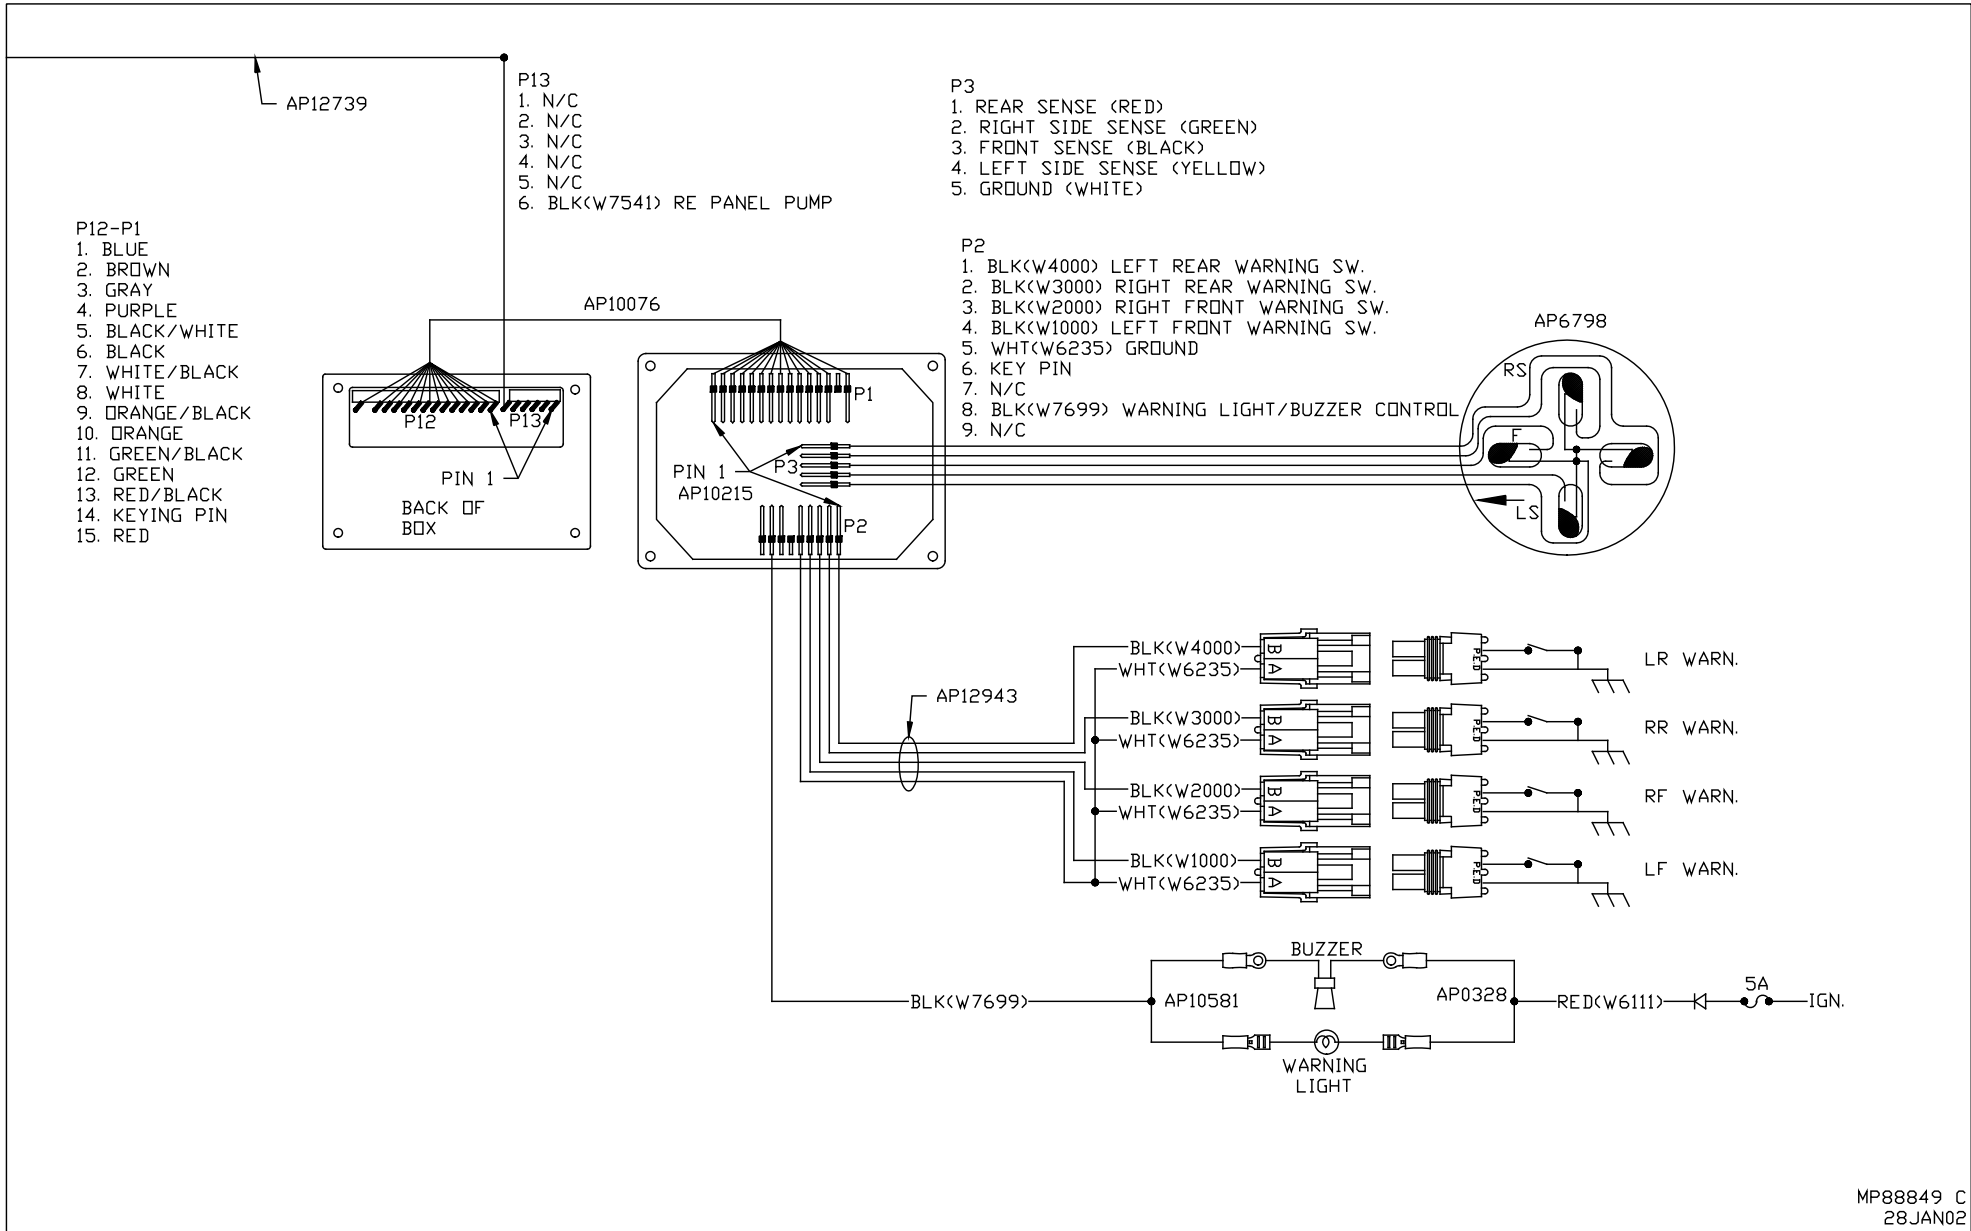 AP12739
P13
1. N/C
2. N/C
3. N/C
4. N/C
5. N/C
6. BLK(W7541) RE PANEL PUMP
P3
1. REAR SENSE (RED)
2. RIGHT SIDE SENSE (GREEN)
3. FRONT SENSE (BLACK)
4. LEFT SIDE SENSE (YELLOW)
5. GROUND (WHITE)
P12-P1
1. BLUE
2. BROWN
3. GRAY
4. PURPLE
5. BLACK/WHITE
6. BLACK
7. WHITE/BLACK
8. WHITE
9. ORANGE/BLACK
10. ORANGE
11. GREEN/BLACK
12. GREEN
13. RED/BLACK
14. KEYING PIN
15. RED
P2
1. BLK(W4000) LEFT REAR WARNING SW.
2. BLK(W3000) RIGHT REAR WARNING SW.
3. BLK(W2000) RIGHT FRONT WARNING SW.
4. BLK(W1000) LEFT FRONT WARNING SW.
5. WHT(W6235) GROUND
6. KEY PIN
7. N/C
8. BLK(W7699) WARNING LIGHT/BUZZER CONTROL
9. N/C
AP10076
P12
P13
PIN 1
BACK OF
BOX
P1
P3
PIN 1
AP10215
P2
AP6798
RS
F
LS
AP12943
BLK(W4000)
WHT(W6235)
B
A
P.E.D
LR WARN.
BLK(W3000)
WHT(W6235)
B
A
P.E.D
RR WARN.
BLK(W2000)
WHT(W6235)
B
A
P.E.D
RF WARN.
BLK(W1000)
WHT(W6235)
B
A
P.E.D
LF WARN.
BUZZER
BLK(W7699)
AP10581
AP0328
RED(W6111)
5A
IGN.
WARNING
LIGHT
MP88849 C
28JAN02